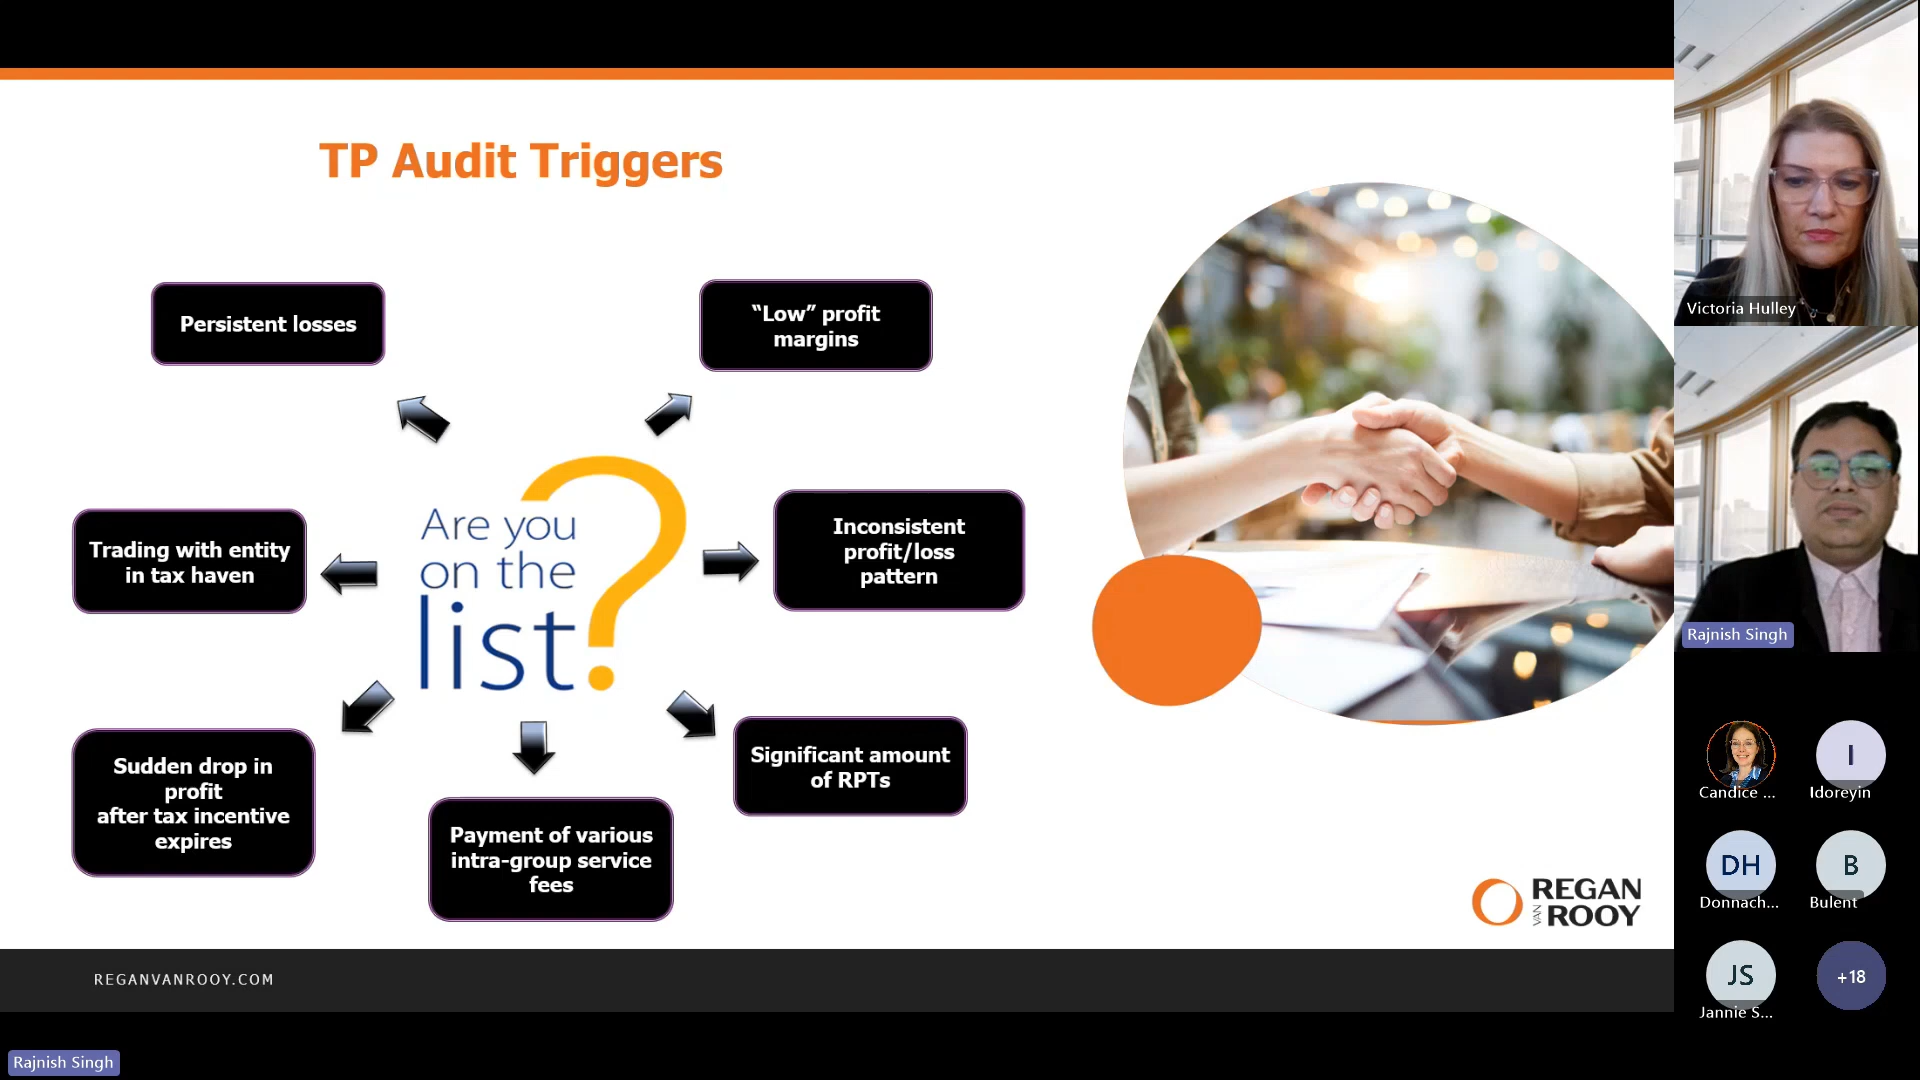 TP Audit Triggers
Persistent losses
“Low” profit
margins
Are you
on the
list?
Trading with entity
in tax haven
Inconsistent
profit/loss
pattern
Sudden drop in
profit
after tax incentive
expires
Payment of various
intra-group service
fees
Significant amount
of RPTs
REGAN
VAN
ROOY
REGANVANROOY.COM
Rajnish Singh
Victoria Hulley
Rajnish Singh
Candice ...
I
Idoreyin
DH
Donnach...
B
Bulent
JS
Jannie S...
+18